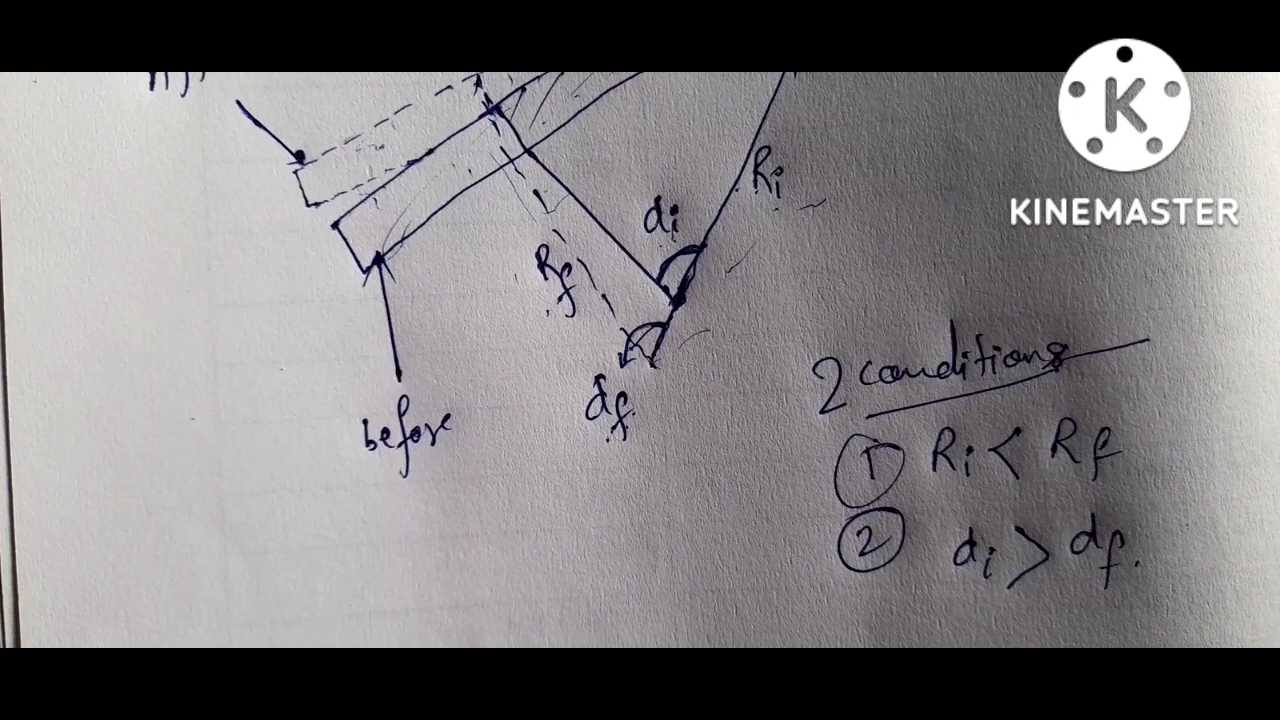 Ri
di
Rf
df
before
2 conditions
① Ri < Rf
② di > df.
K
KINEMASTER